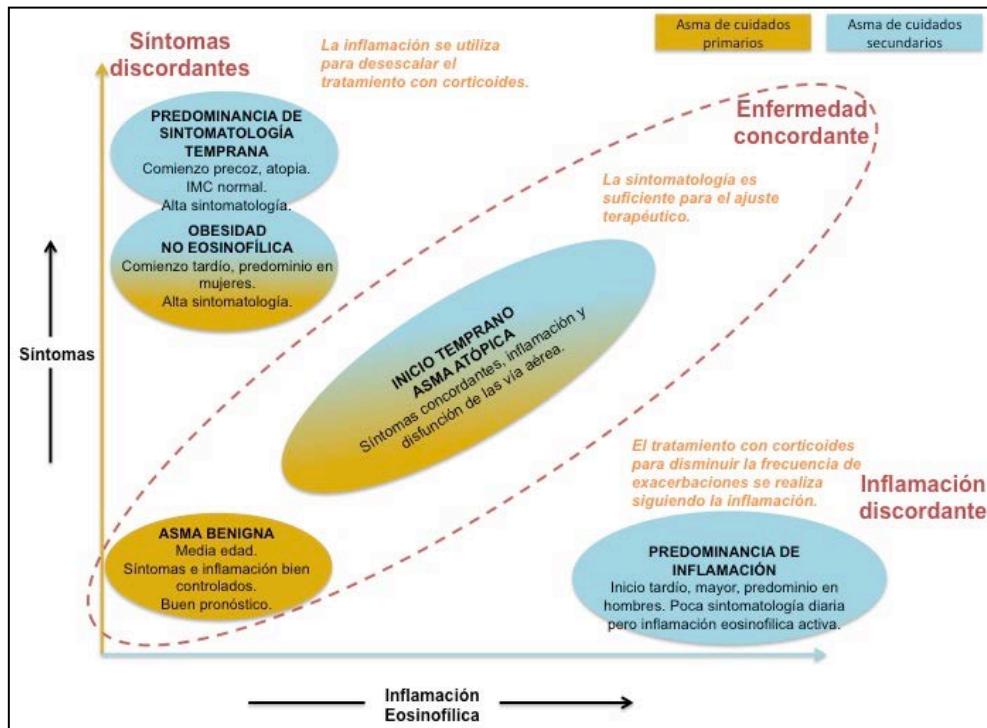 Síntomas
discordantes
La inflamación se utiliza
para desescalar el
tratamiento con corticoides.
Asma de cuidados
primarios
Asma de cuidados
secundarios
PREDOMINANCIA DE
SINTOMATOLOGÍA
TEMPRANA
Comienzo precoz, atopia.
IMC normal.
Alta sintomatología.
Enfermedad
concordante
La sintomatología es
suficiente para el ajuste
terapéutico.
OBESIDAD
NO EOSINOFÍLICA
Comienzo tardío, predominio en
mujeres.
Alta sintomatología.
Síntomas
INICIO TEMPRANO
ASMA ATÓPICA
Síntomas concordantes, inflamación y
disfunción de las vía aérea.
El tratamiento con corticoides
para disminuir la frecuencia de
exacerbaciones se realiza
siguiendo la inflamación.
Inflamación
discordante
ASMA BENIGNA
Media edad.
Síntomas e inflamación bien
controlados.
Buen pronóstico.
PREDOMINANCIA DE
INFLAMACIÓN
Inicio tardío, mayor, predominio en
hombres. Poca sintomatología diaria
pero inflamación eosinofilica activa.
Inflamación
Eosinofílica